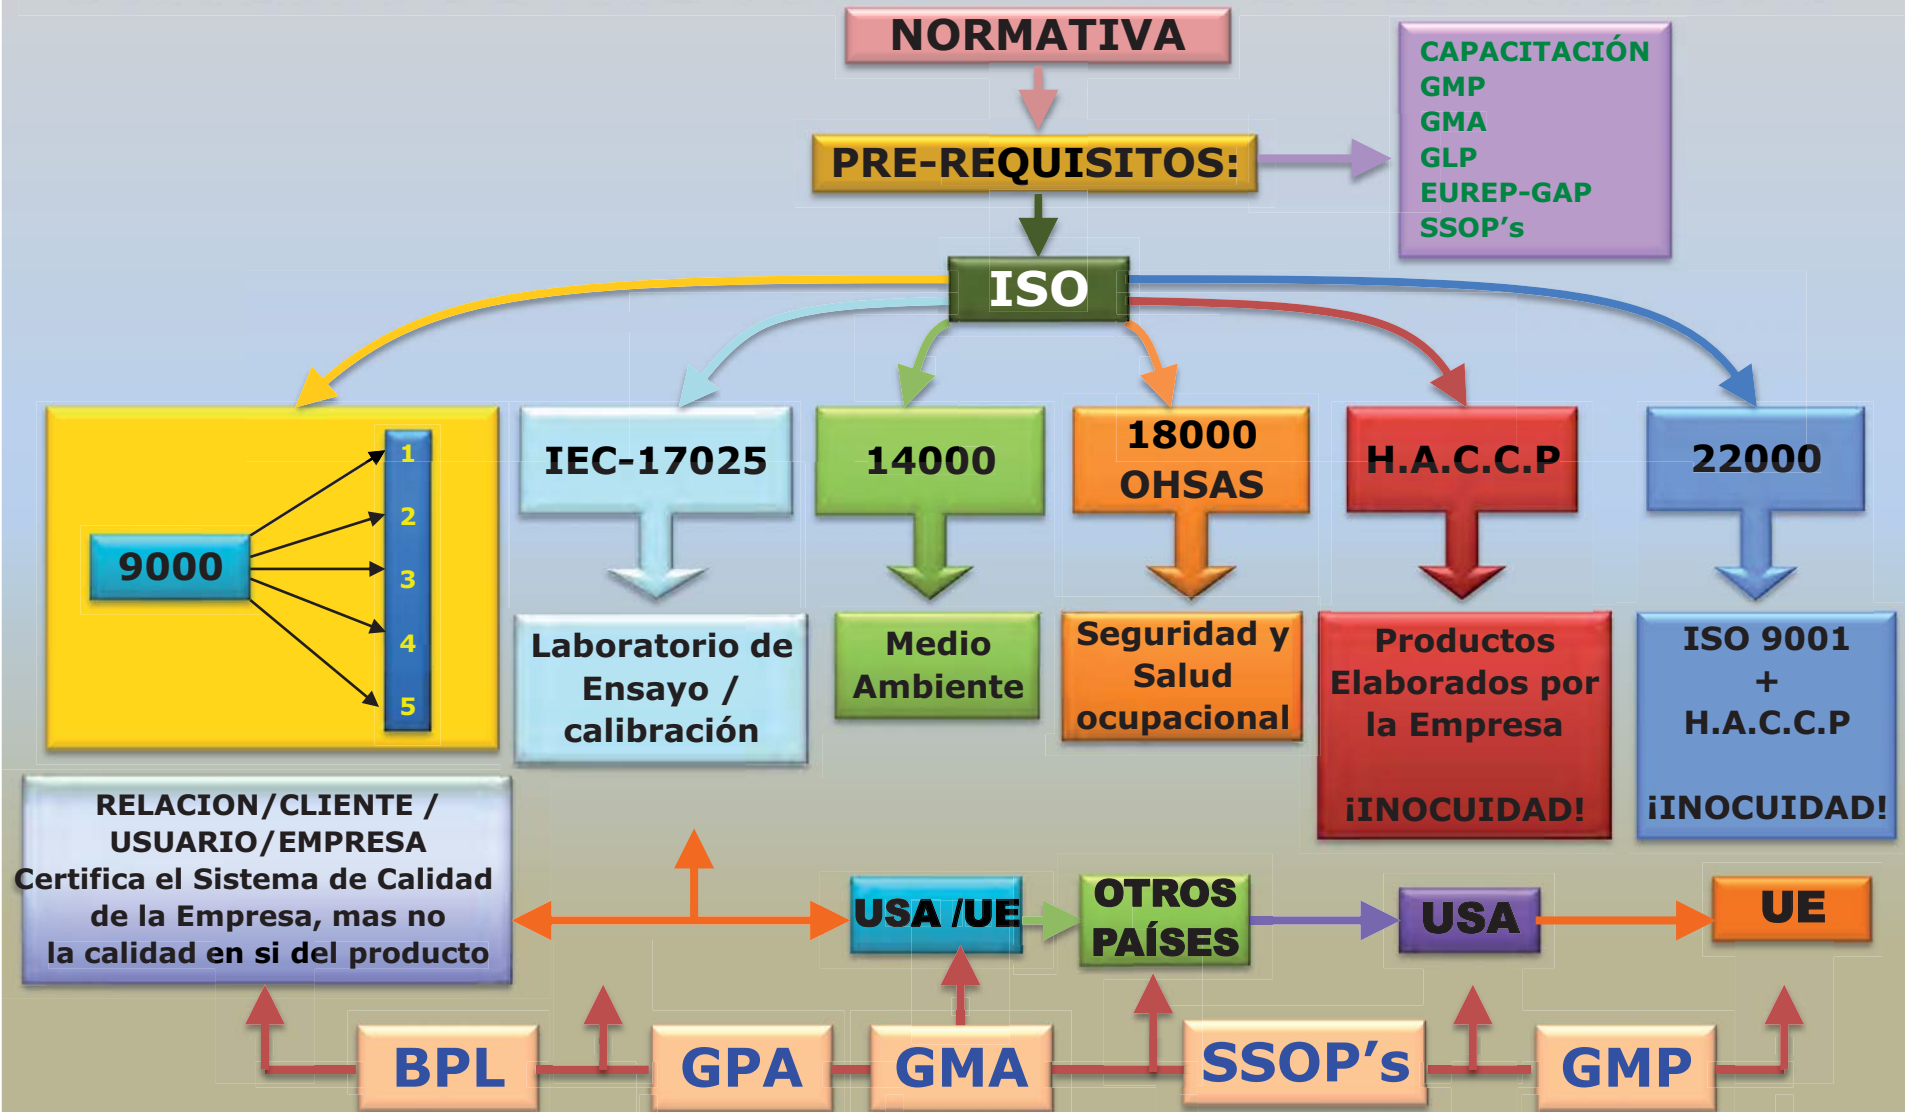 NORMATIVA
CAPACITACIÓN
GMP
GMA
GLP
EUREP-GAP
SSOP’s
PRE-REQUISITOS:
ISO
9000
1
2
3
4
5
IEC-17025
14000
18000
OHSAS
H.A.C.C.P
22000
Laboratorio de
Ensayo /
calibración
Medio
Ambiente
Seguridad y
Salud
ocupacional
Productos
Elaborados por
la Empresa
¡INOCUIDAD!
ISO 9001
+
H.A.C.C.P
¡INOCUIDAD!
RELACION/CLIENTE /
USUARIO/EMPRESA
Certifica el Sistema de Calidad
de la Empresa, mas no
la calidad en si del producto
USA /UE
OTROS
PAÍSES
USA
UE
BPL
GPA
GMA
SSOP’s
GMP